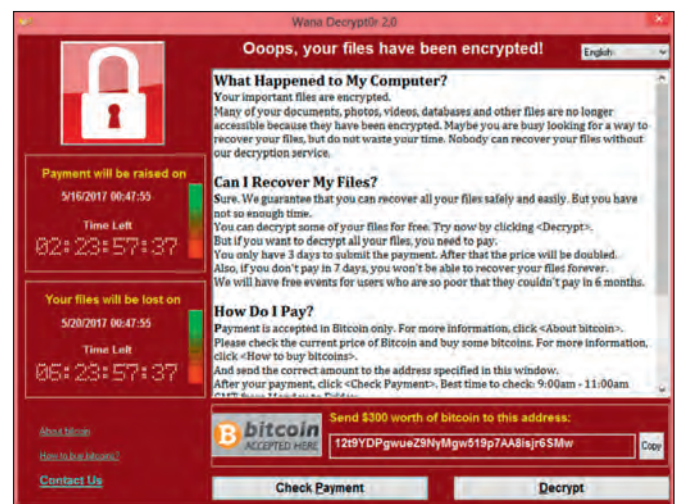 Wana Decrypt0r 2.0
Ooops, your files have been encrypted!
English
What Happened to My Computer?
Your important files are encrypted.
Many of your documents, photos, videos, databases and other files are no longer
accessible because they have been encrypted. Maybe you are busy looking for a way to
recover your files, but do not waste your time. Nobody can recover your files without
our decryption service.
Can I Recover My Files?
Sure. We guarantee that you can recover all your files safely and easily. But you have
not so enough time.
You can decrypt some of your files for free. Try now by clicking <Decrypt>.
But if you want to decrypt all your files, you need to pay.
You only have 3 days to submit the payment. After that the price will be doubled.
Also, if you don't pay in 7 days, you won't be able to recover your files forever.
We will have free events for users who are so poor that they couldn't pay in 6 months.
How Do I Pay?
Payment is accepted in Bitcoin only. For more information, click <About bitcoin>.
Please check the current price of Bitcoin and buy some bitcoins. For more information,
click <How to buy bitcoins>.
And send the correct amount to the address specified in this window.
After your payment, click <Check Payment>. Best time to check: 9:00am - 11:00am
GMT from Monday to Friday.
Payment will be raised on
5/16/2017 00:47:55
Time Left
02:23:57:37
Your files will be lost on
5/20/2017 00:47:55
Time Left
06:23:57:37
About bitcoin
How to buy bitcoins?
Contact Us
bitcoin
ACCEPTED HERE
Send $300 worth of bitcoin to this address:
12t9YDPgwueZ9NyMgw519p7AA8isjr6SMw
Copy
Check Payment
Decrypt